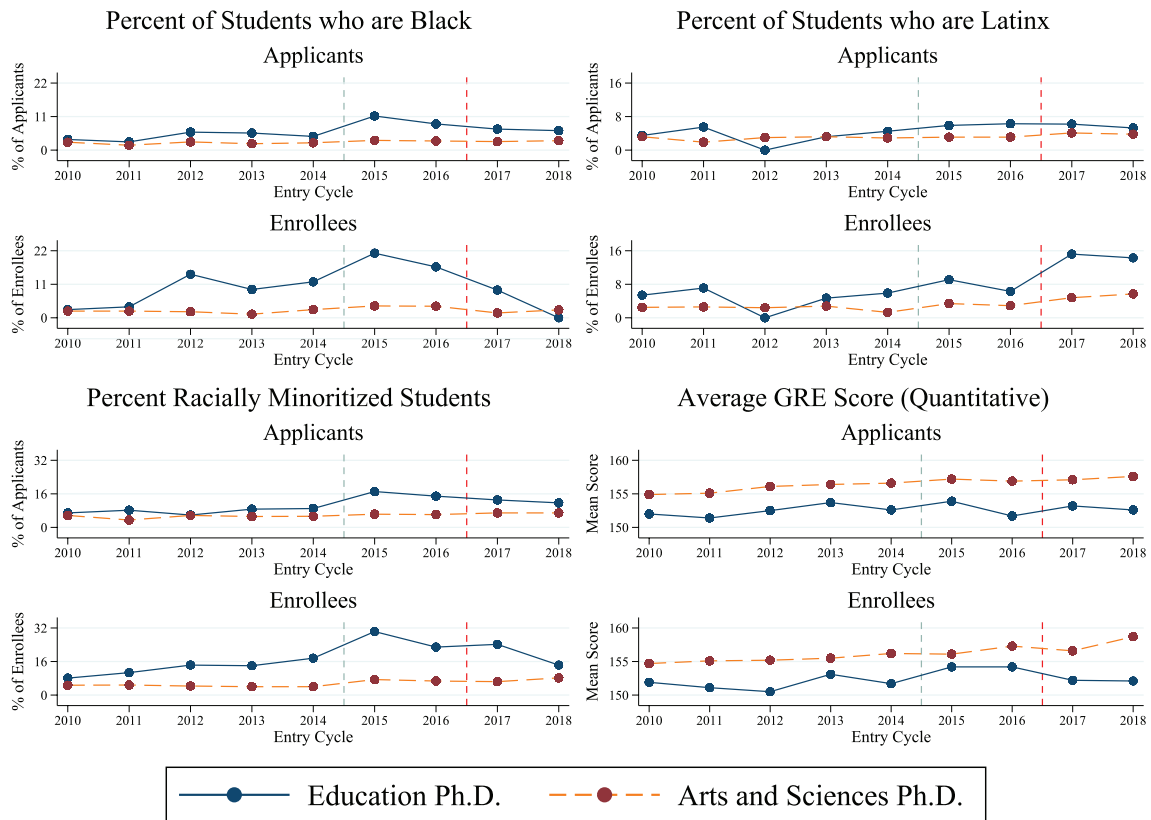 Percent of Students who are Black
Applicants
% of Applicants
22
11
0
2010 2011 2012 2013 2014 2015 2016 2017 2018
Entry Cycle
Enrollees
% of Enrollees
22
11
0
2010 2011 2012 2013 2014 2015 2016 2017 2018
Entry Cycle
Percent of Students who are Latinx
Applicants
% of Applicants
16
8
0
2010 2011 2012 2013 2014 2015 2016 2017 2018
Entry Cycle
Enrollees
% of Enrollees
16
8
0
2010 2011 2012 2013 2014 2015 2016 2017 2018
Entry Cycle
Percent Racially Minoritized Students
Applicants
% of Applicants
32
16
0
2010 2011 2012 2013 2014 2015 2016 2017 2018
Entry Cycle
Enrollees
% of Enrollees
32
16
0
2010 2011 2012 2013 2014 2015 2016 2017 2018
Entry Cycle
Average GRE Score (Quantitative)
Applicants
Mean Score
160
155
150
2010 2011 2012 2013 2014 2015 2016 2017 2018
Entry Cycle
Enrollees
Mean Score
160
155
150
2010 2011 2012 2013 2014 2015 2016 2017 2018
Entry Cycle
Education Ph.D. Arts and Sciences Ph.D.